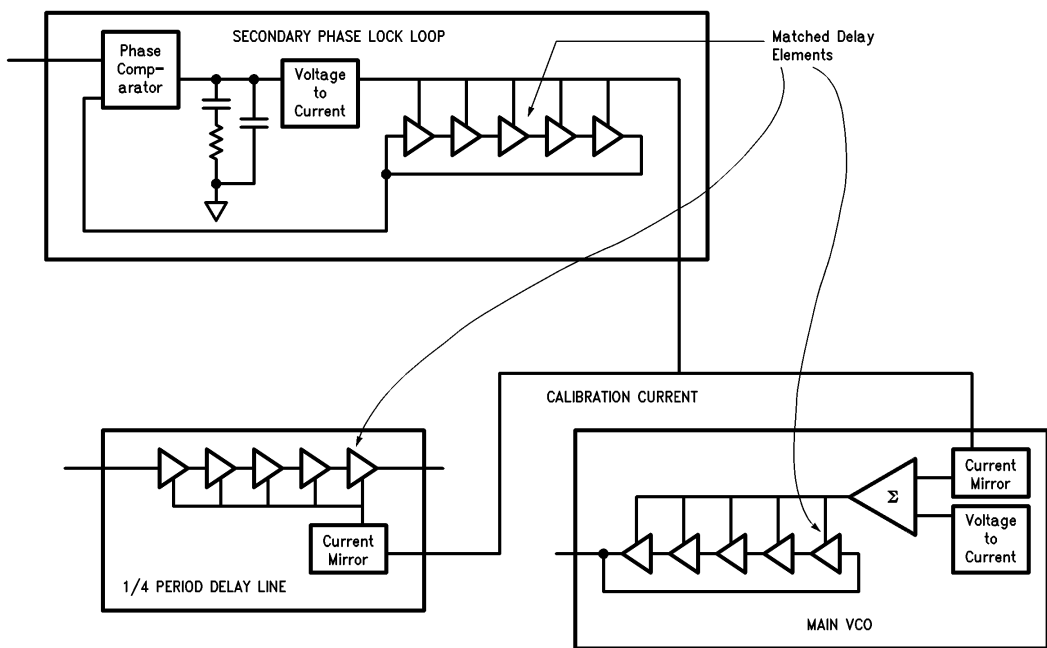 SECONDARY PHASE LOCK LOOP
Phase
Comp-
arator
Voltage
to
Current
Matched Delay
Elements
CALIBRATION CURRENT
Current
Mirror
1/4 PERIOD DELAY LINE
Σ
Current
Mirror
Voltage
to
Current
MAIN VCO